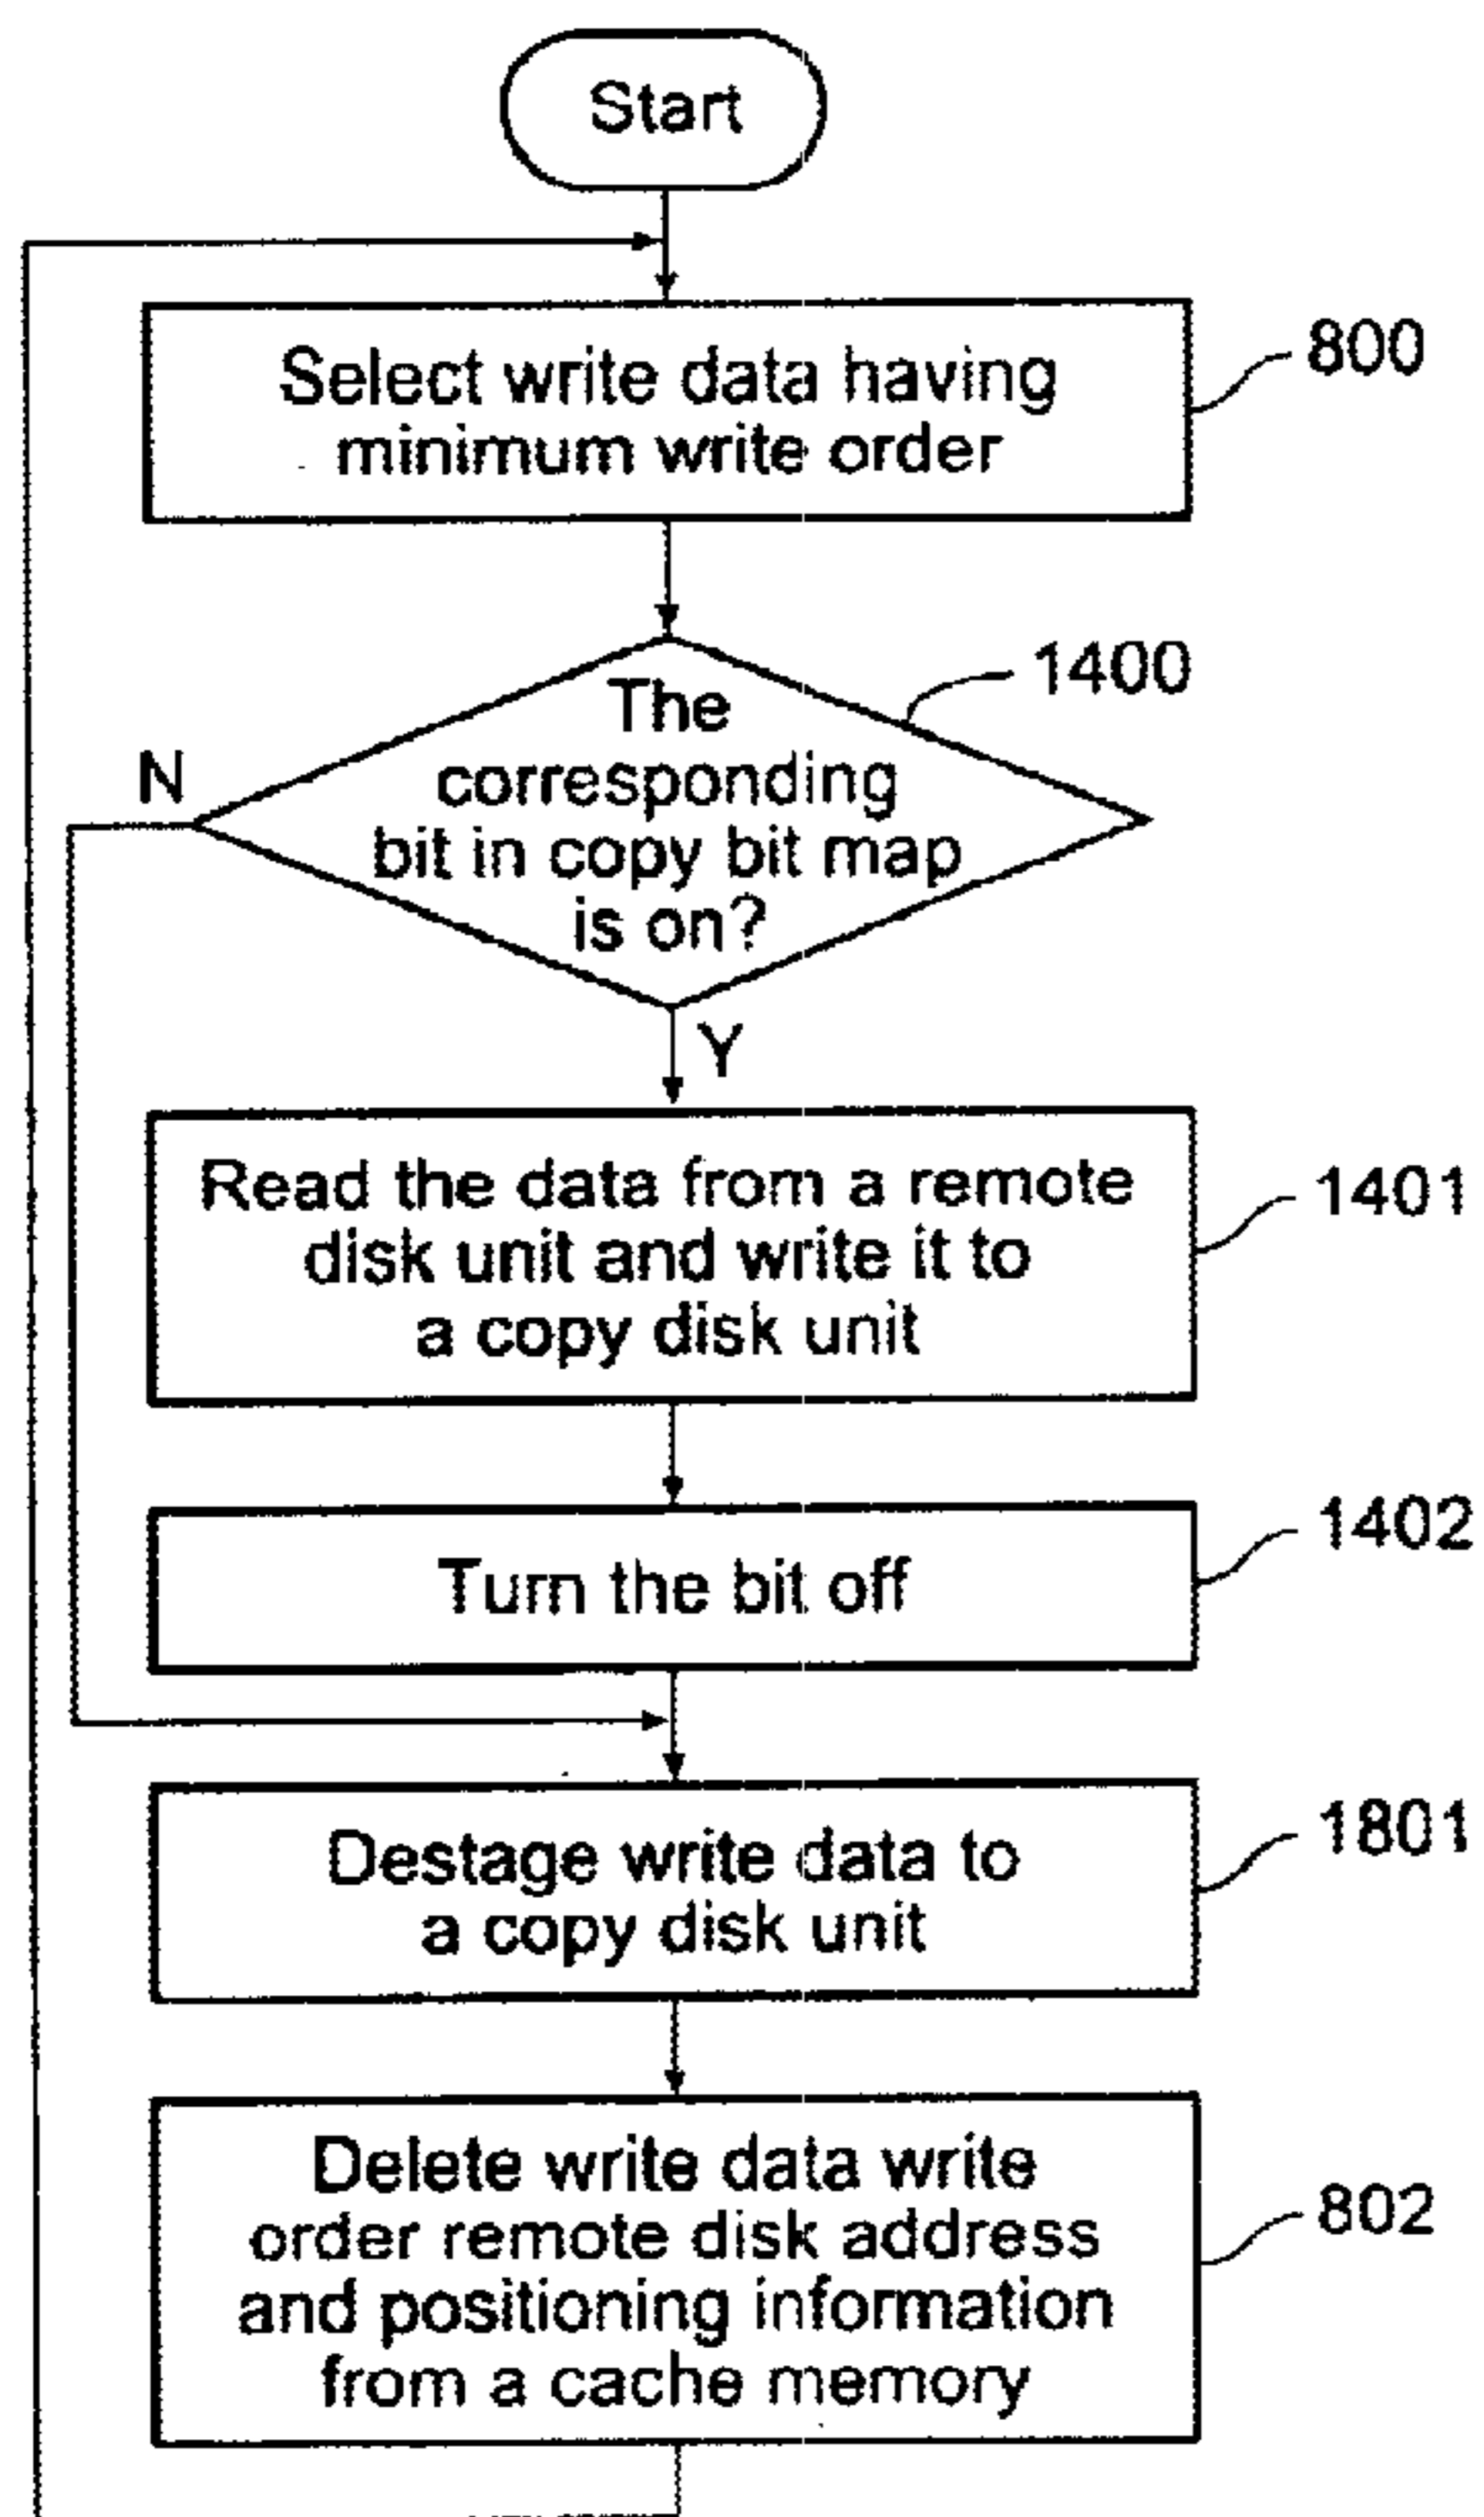 Start
Select write data having
minimum write order
800
The
corresponding
bit in copy bit map
is on?
1400
N
Y
Read the data from a remote
disk unit and write it to
a copy disk unit
1401
Turn the bit off
1402
Destage write data to
a copy disk unit
1801
Delete write data write
order remote disk address
and positioning information
from a cache memory
802